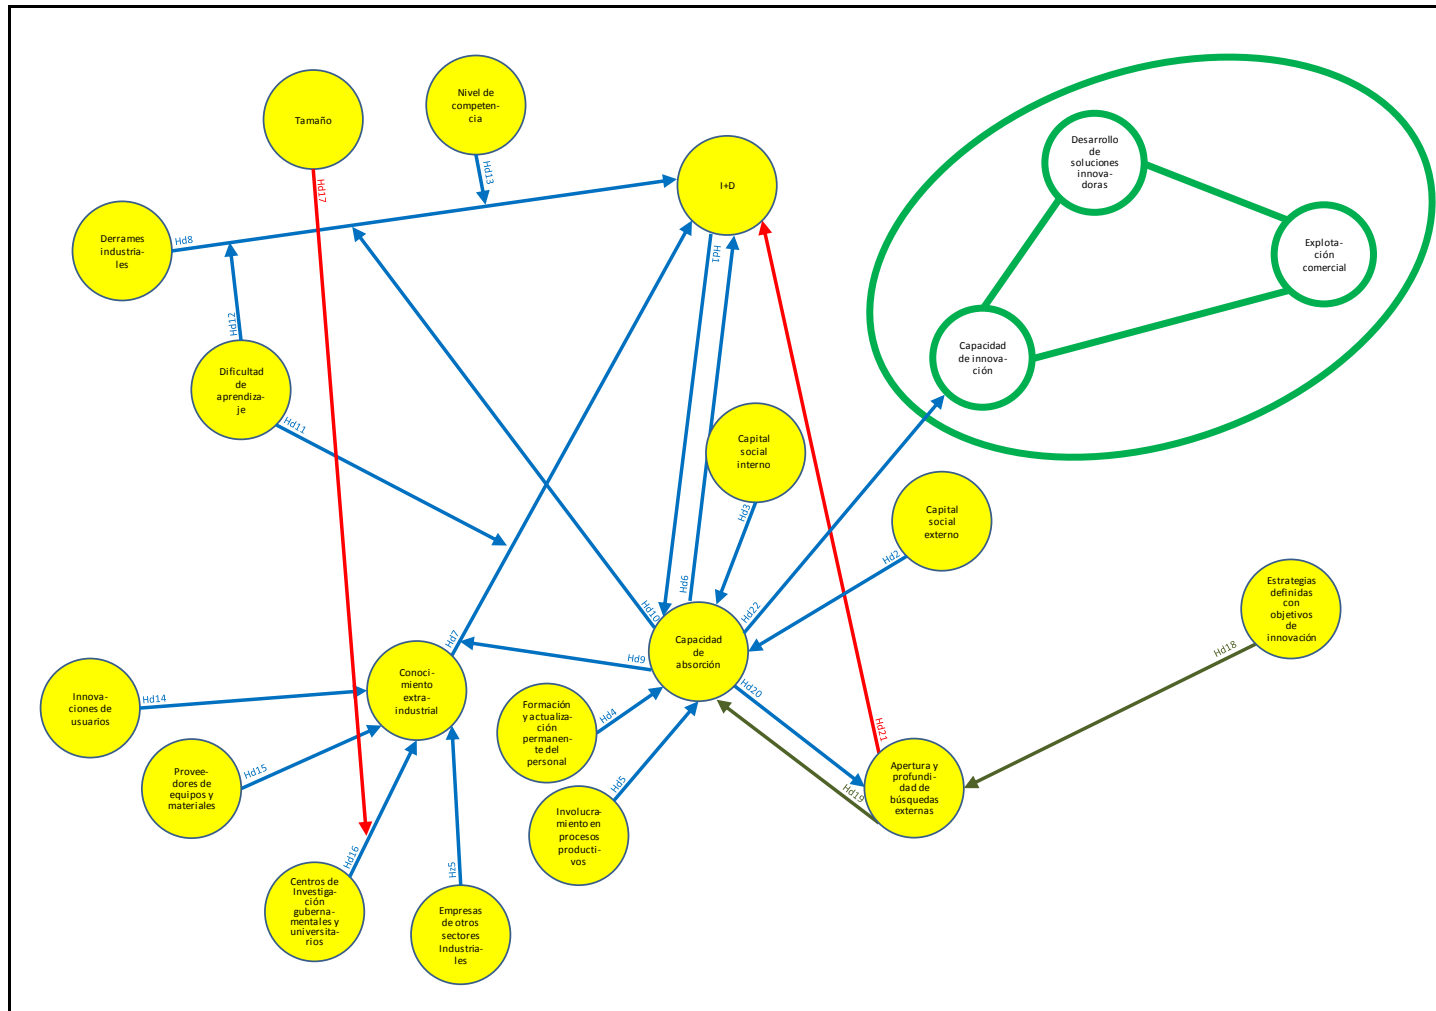 Tamaño
Nivel de
competen-
cia
I+D
Desarrollo
de
soluciones
innova-
doras
Explota-
ción
comercial
Capacidad
de innova-
ción
Derrames
industria-
les
Hd8
Hd17
Hd13
Hd12
Dificultad
de
aprendiza-
je
Hd11
Hd1
Capital
social
interno
Hd3
Capital
social
externo
Hd2
Hd6
Hd10
Hd22
Hd7
Hd9
Capacidad
de
absorción
Estrategias
definidas
con
objetivos
de
innovación
Hd18
Conoci-
miento
extra-
industrial
Innova-
ciones de
usuarios
Hd14
Provee-
dores de
equipos y
materiales
Hd15
Formación
y actualiza-
ción
permanen-
te del
personal
Hd4
Hd20
Hd21
Hd19
Apertura y
profundi-
dad de
búsquedas
externas
Hd5
Involucra-
miento en
procesos
producti-
vos
Hd16
Hz5
Centros de
Investiga-
ción
guberna-
mentales y
universita-
rios
Empresas
de otros
sectores
Industria-
les